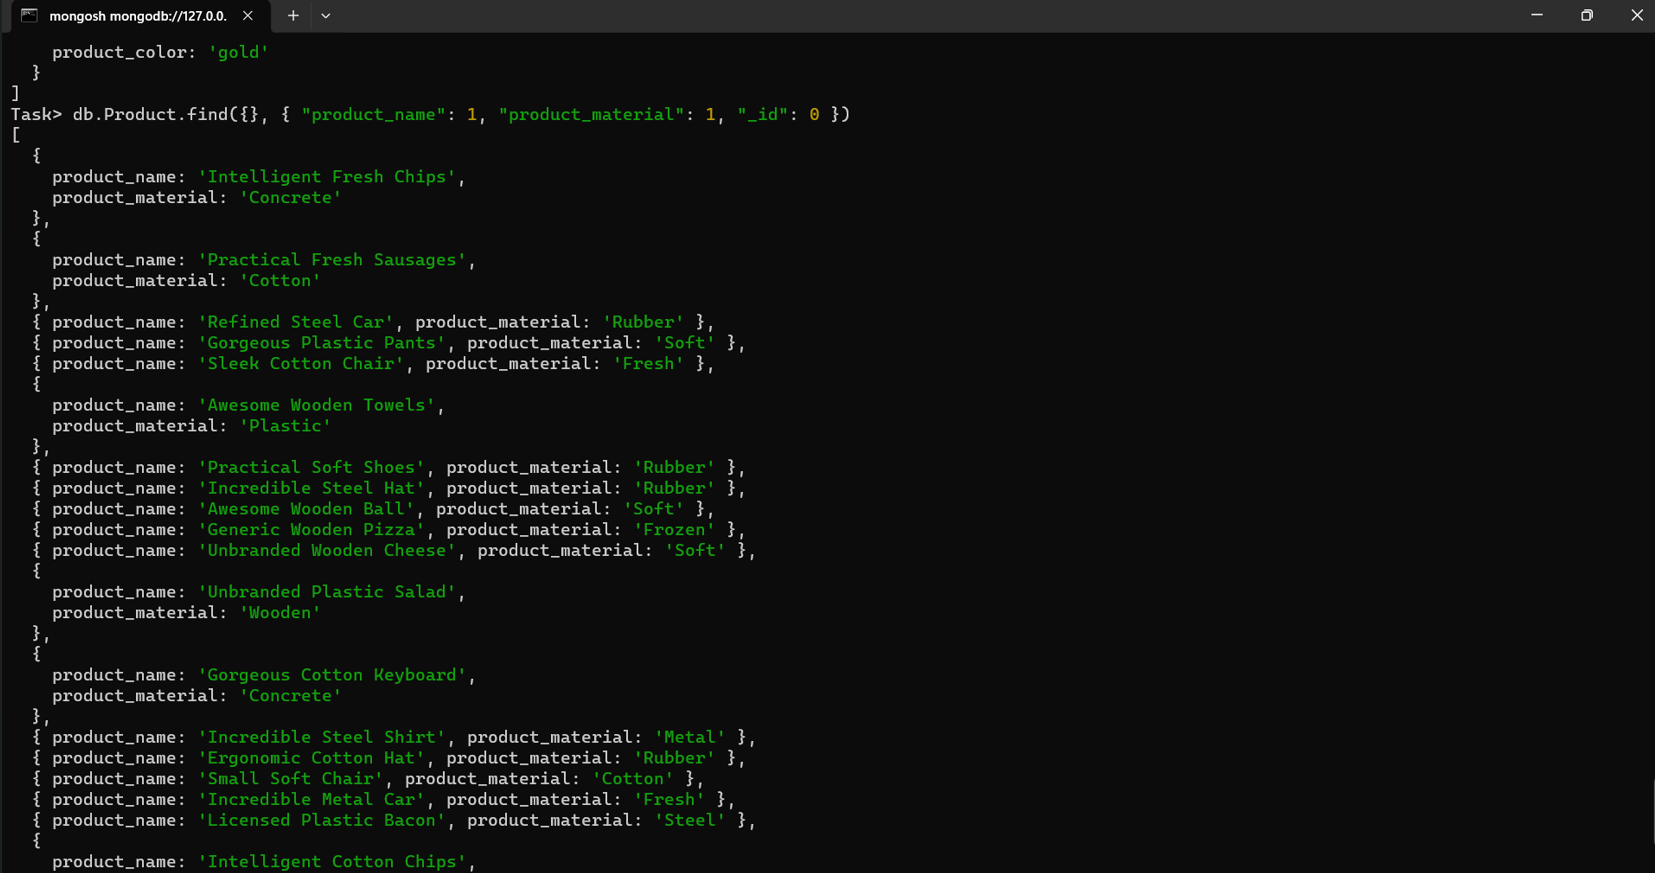 mongosh mongodb://127.0.0.
    product_color: 'gold'
  }
]
Task> db.Product.find({}, { "product_name": 1, "product_material": 1, "_id": 0 })
[
  {
    product_name: 'Intelligent Fresh Chips',
    product_material: 'Concrete'
  },
  {
    product_name: 'Practical Fresh Sausages',
    product_material: 'Cotton'
  },
  { product_name: 'Refined Steel Car', product_material: 'Rubber' },
  { product_name: 'Gorgeous Plastic Pants', product_material: 'Soft' },
  { product_name: 'Sleek Cotton Chair', product_material: 'Fresh' },
  {
    product_name: 'Awesome Wooden Towels',
    product_material: 'Plastic'
  },
  { product_name: 'Practical Soft Shoes', product_material: 'Rubber' },
  { product_name: 'Incredible Steel Hat', product_material: 'Rubber' },
  { product_name: 'Awesome Wooden Ball', product_material: 'Soft' },
  { product_name: 'Generic Wooden Pizza', product_material: 'Frozen' },
  { product_name: 'Unbranded Wooden Cheese', product_material: 'Soft' },
  {
    product_name: 'Unbranded Plastic Salad',
    product_material: 'Wooden'
  },
  {
    product_name: 'Gorgeous Cotton Keyboard',
    product_material: 'Concrete'
  },
  { product_name: 'Incredible Steel Shirt', product_material: 'Metal' },
  { product_name: 'Ergonomic Cotton Hat', product_material: 'Rubber' },
  { product_name: 'Small Soft Chair', product_material: 'Cotton' },
  { product_name: 'Incredible Metal Car', product_material: 'Fresh' },
  { product_name: 'Licensed Plastic Bacon', product_material: 'Steel' },
  {
    product_name: 'Intelligent Cotton Chips',